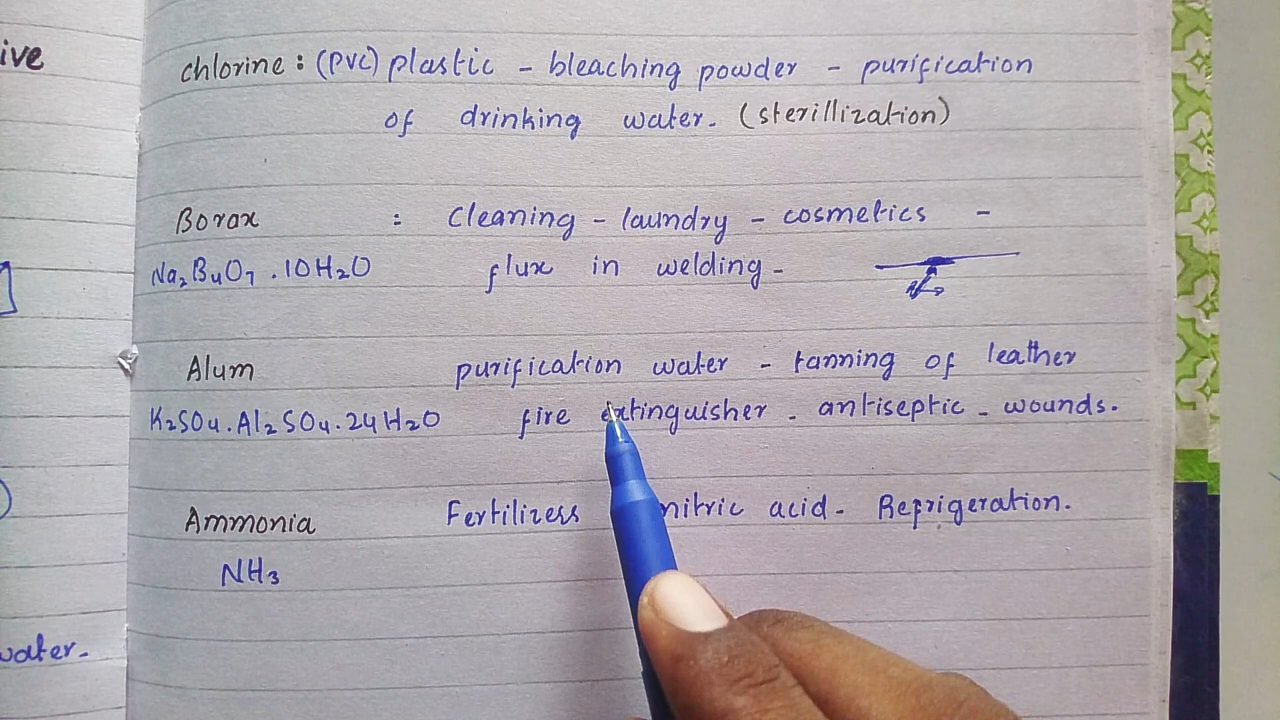 ive
chlorine : (PVC) plastic - bleaching powder - purification
of drinking water. (sterillization)
Borax : cleaning - laundry - cosmetics -
Na2B4O7 .10H2O flux in welding -
Alum purification water - tanning of leather
K2SO4.Al2SO4.24H2O fire extinguisher - antiseptic - wounds.
Ammonia Fertilizers nitric acid - Refrigeration.
NH3
water.